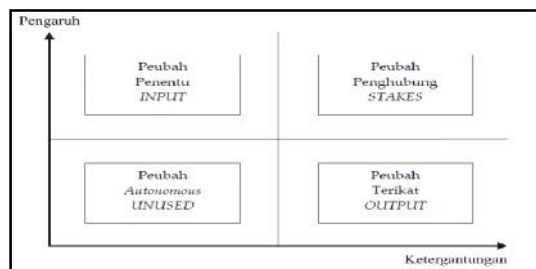 Pengaruh
Peubah
Penentu
INPUT
Peubah
Penghubung
STAKES
Peubah
Autonomous
UNUSED
Peubah
Terikat
OUTPUT
Ketergantungan